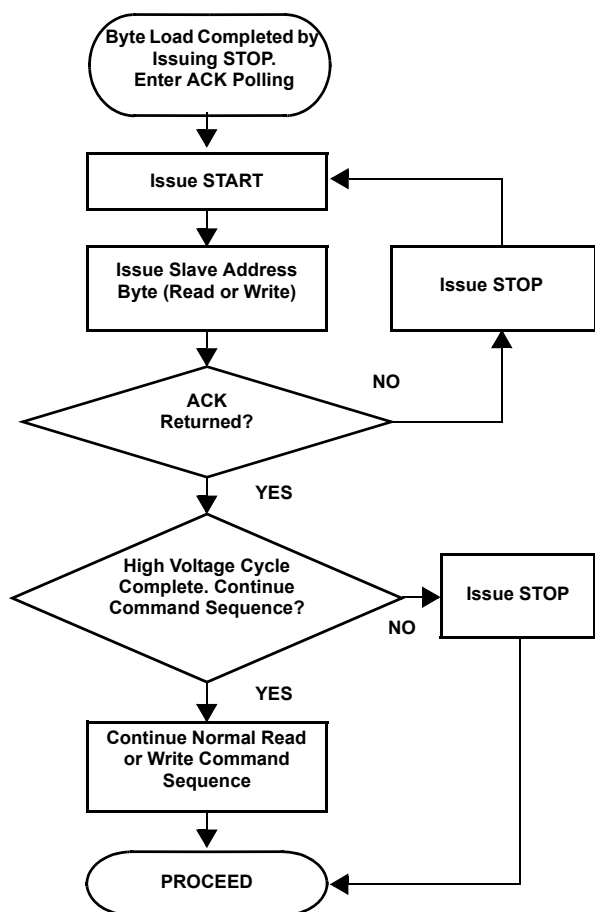 Byte Load Completed by
Issuing STOP.
Enter ACK Polling
Issue START
Issue Slave Address
Byte (Read or Write)
Issue STOP
NO
ACK
Returned?
YES
High Voltage Cycle
Complete. Continue
Command Sequence?
Issue STOP
NO
YES
Continue Normal Read
or Write Command
Sequence
PROCEED